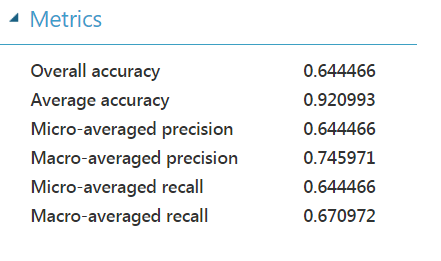 Metrics
Overall accuracy 0.644466
Average accuracy 0.920993
Micro-averaged precision 0.644466
Macro-averaged precision 0.745971
Micro-averaged recall 0.644466
Macro-averaged recall 0.670972